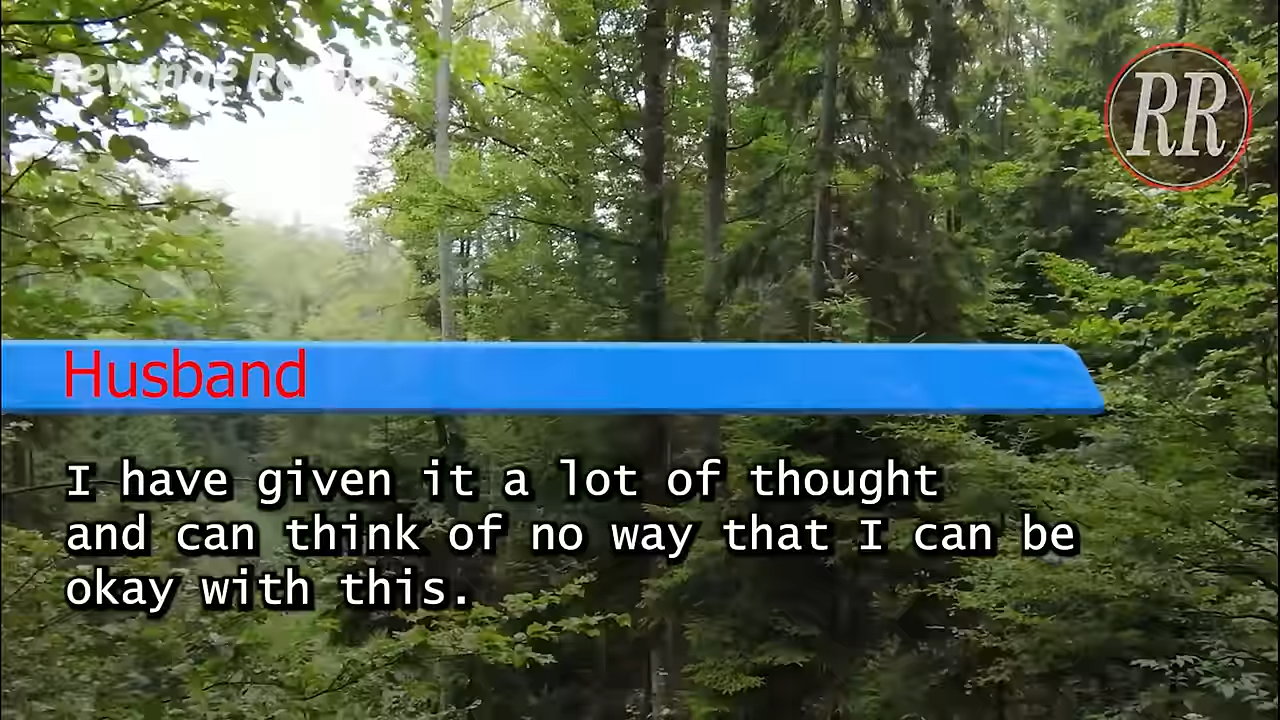 Revenge
RR
Husband
I have given it a lot of thought
and can think of no way that I can be
okay with this.